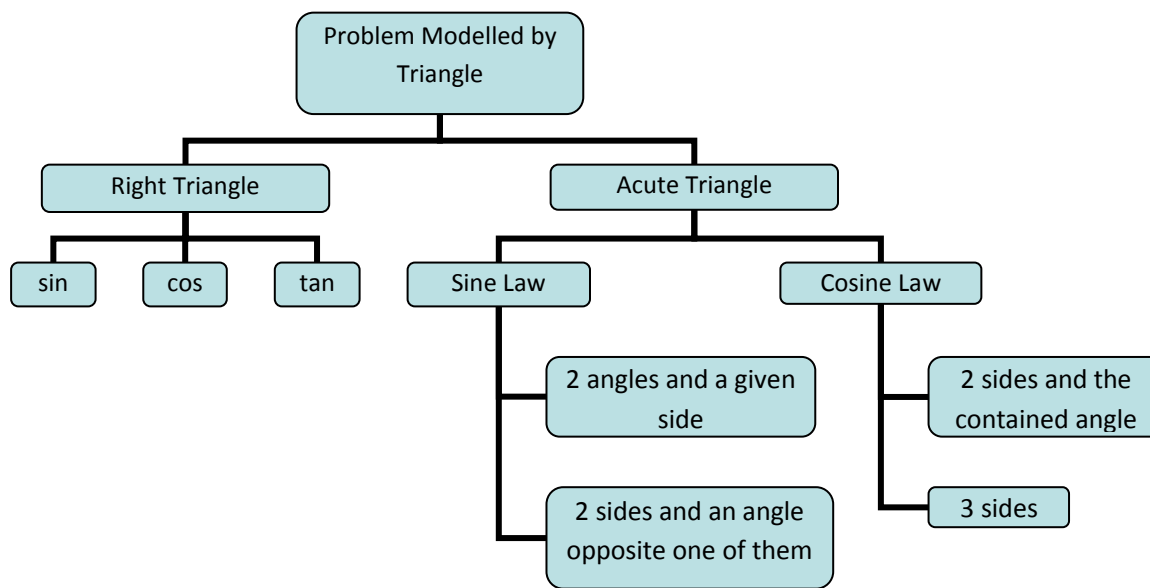 Problem Modelled by
Triangle
Right Triangle
Acute Triangle
sin
cos
tan
Sine Law
Cosine Law
2 angles and a given
side
2 sides and the
contained angle
2 sides and an angle
opposite one of them
3 sides